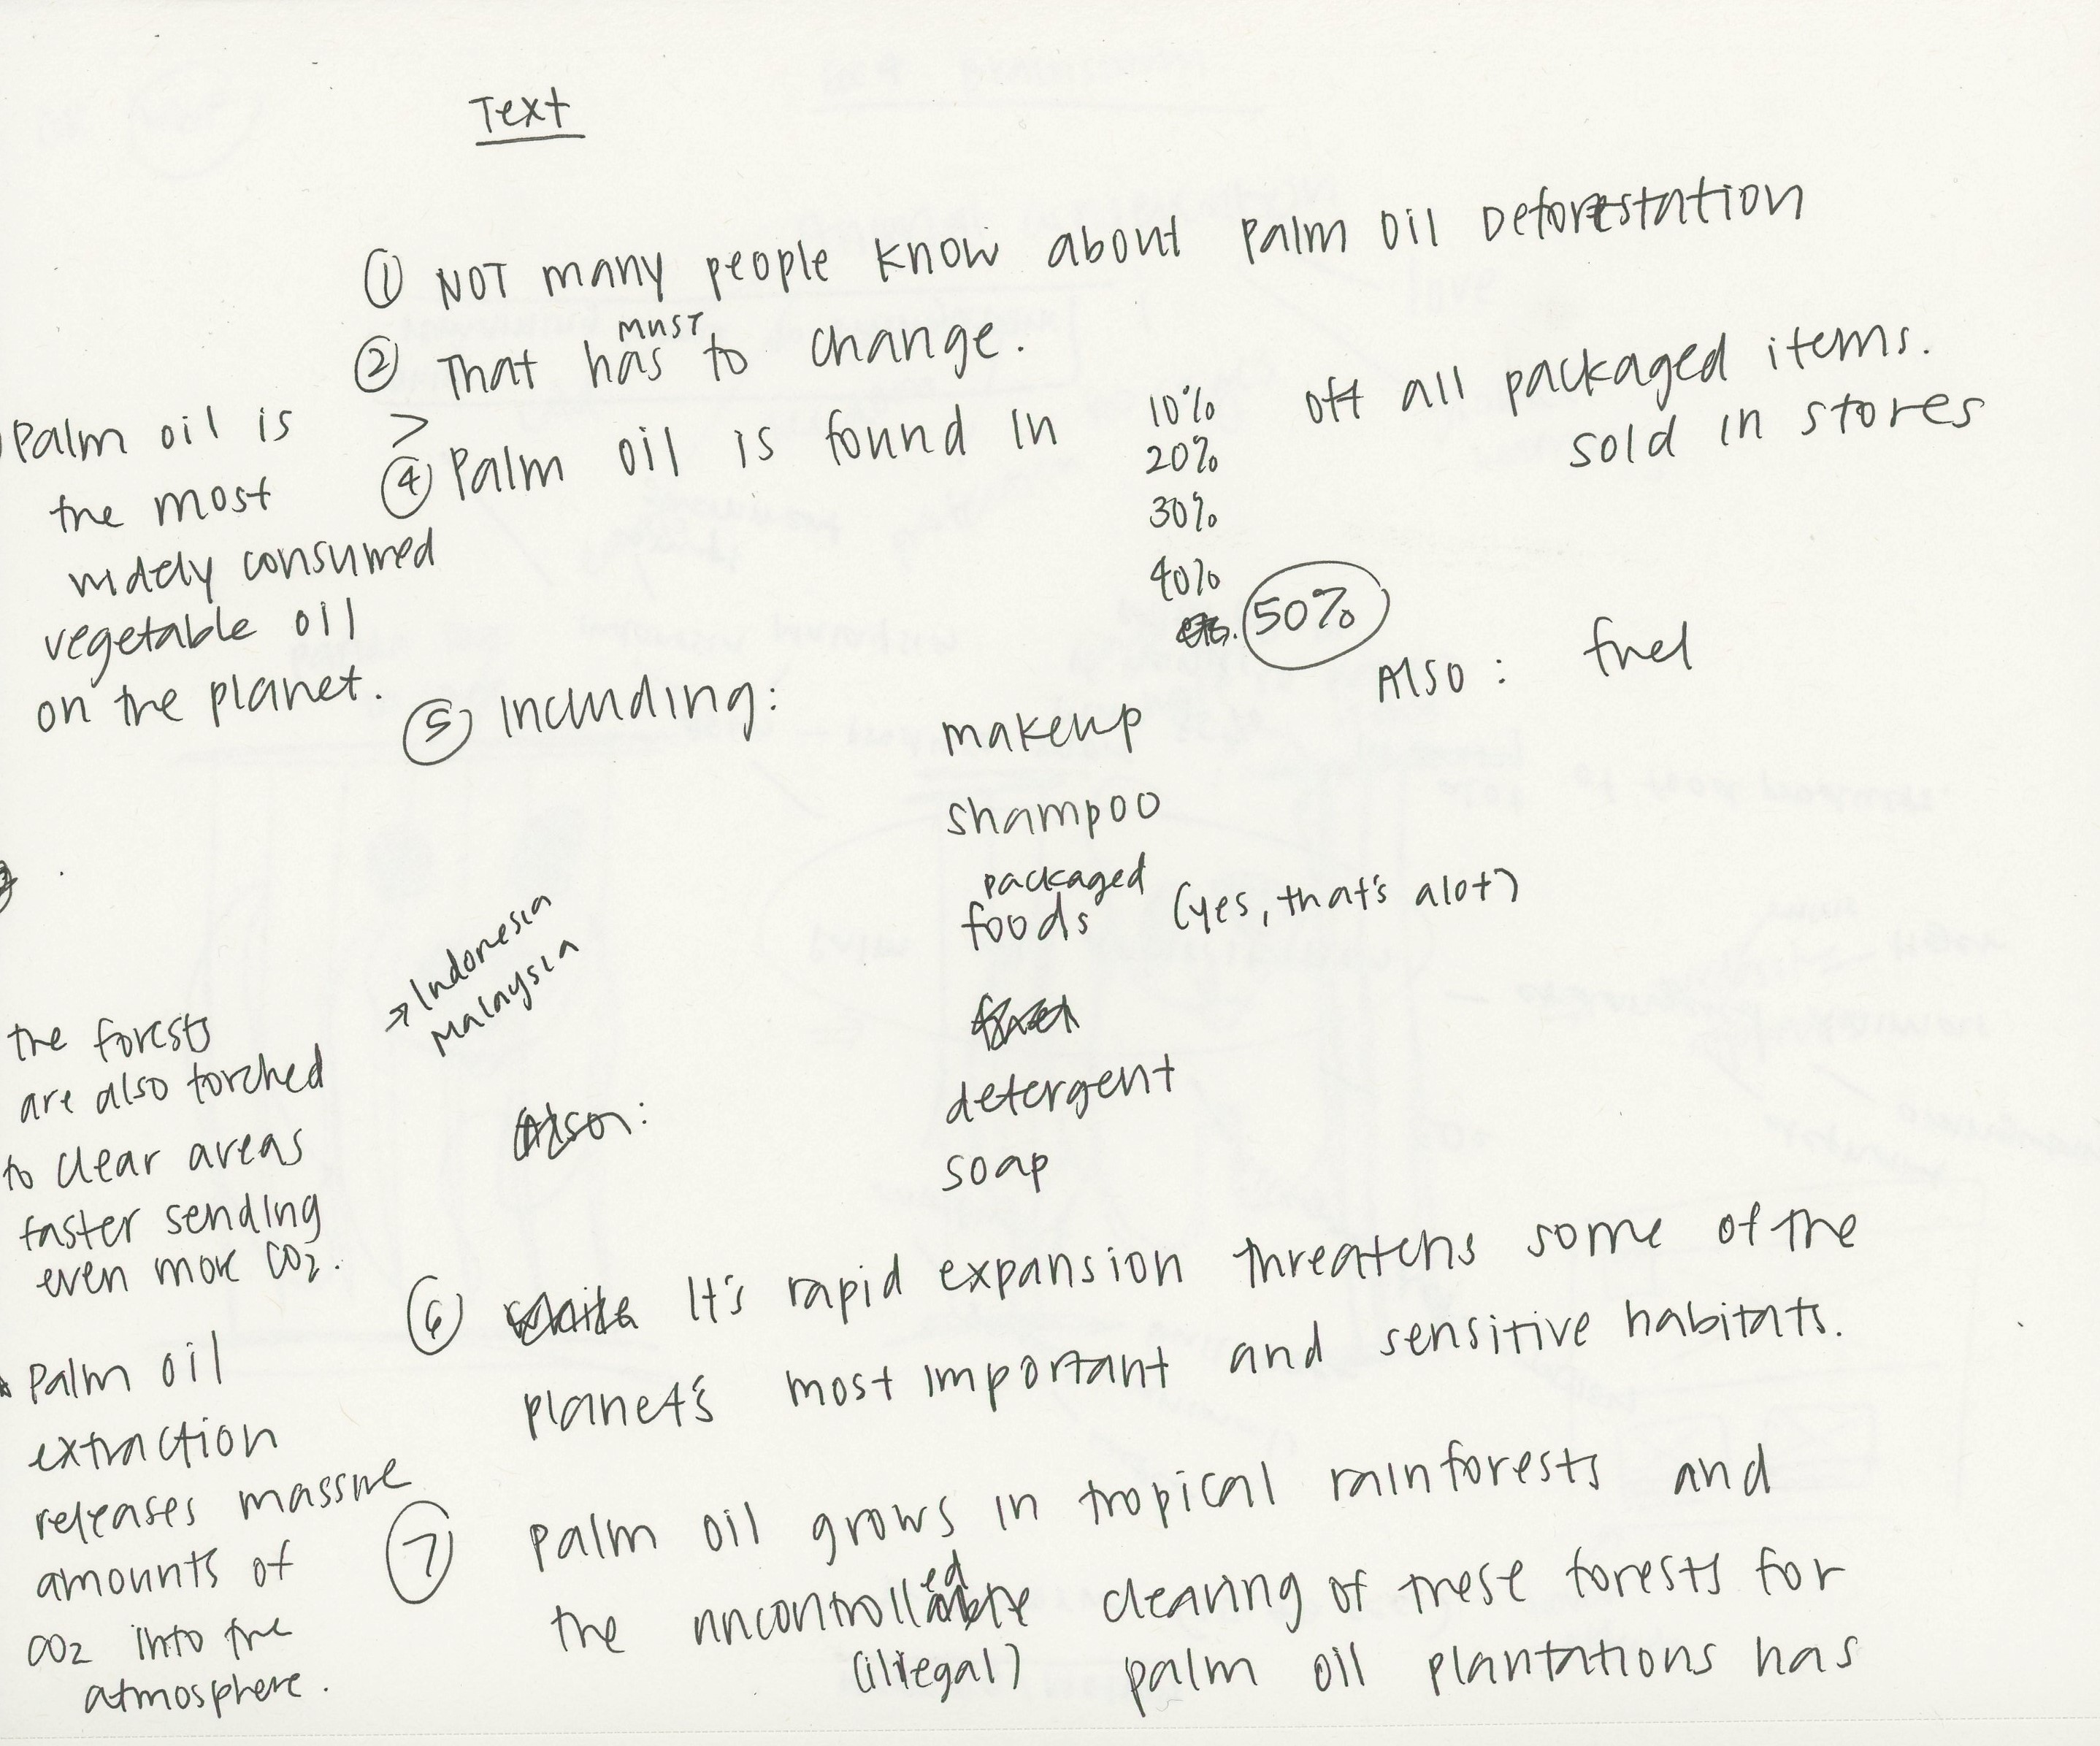 Text
① NOT many people know about Palm Oil Deforestation
must
② That has to change.
Palm oil is
the most
widely consumed
vegetable oil
on the planet.
>
④ Palm oil is found in
10%
20%
30%
40%
etc. 50%
off all packaged items.
sold in stores
Also: fuel
⑤ Including:
makeup
shampoo
packaged
foods (yes, that's alot)
detergent
soap
→ Indonesia
Malaysia
Also:
the forests
are also torched
to clear areas
faster sending
even more CO2.
⑥ While It's rapid expansion threatens some of the
planet's most important and sensitive habitats.
Palm oil
extraction
releases massive
amounts of
CO2 into the
atmosphere.
⑦ Palm oil grows in tropical rainforests and
the uncontrolled clearing of these forests for
(illegal) palm oil plantations has